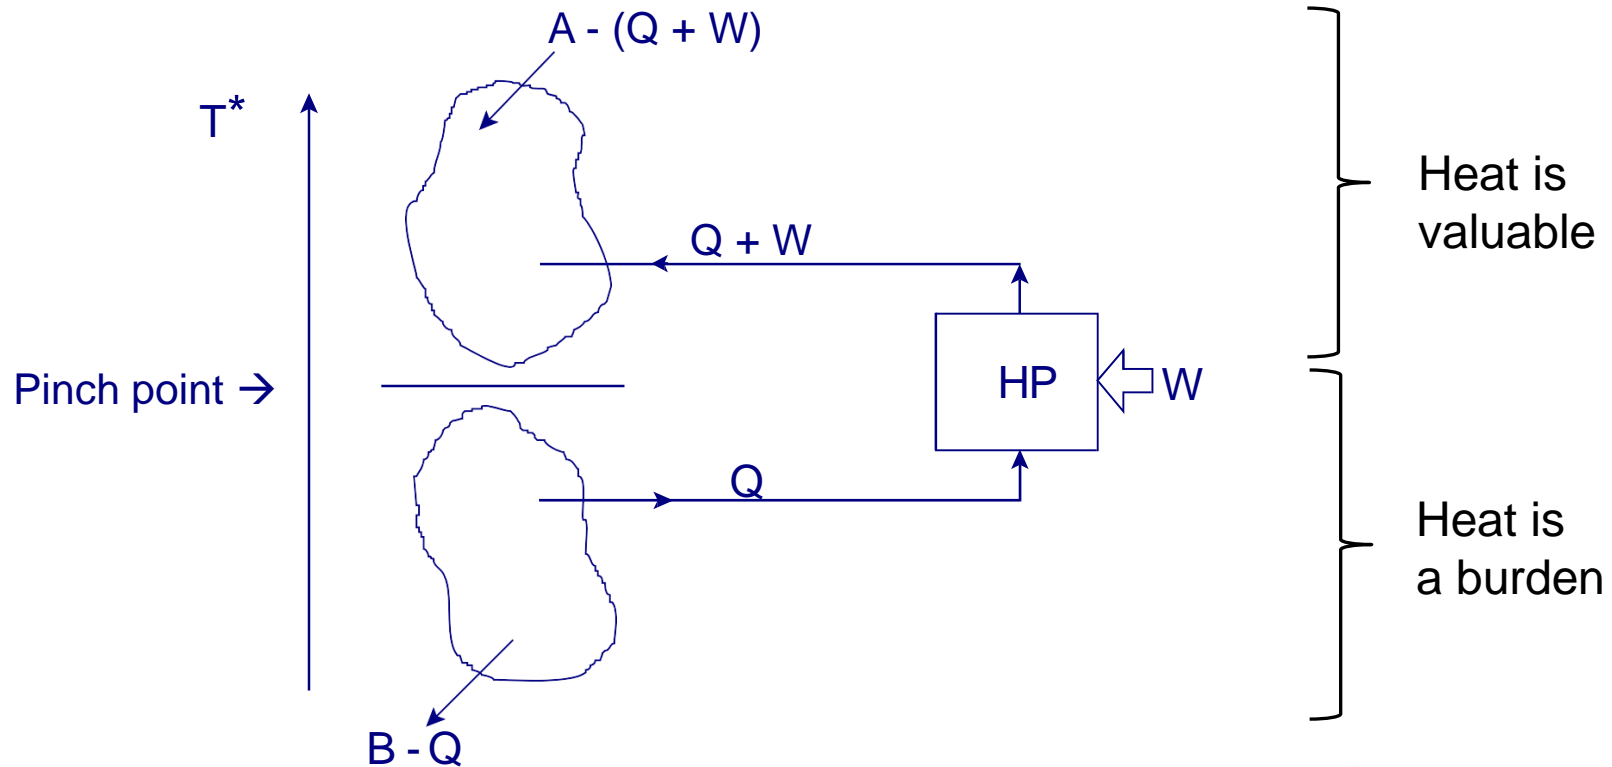 A - (Q + W)
T*
Heat is
valuable
Q + W
Pinch point →
HP
W
Q
Heat is
a burden
B - Q